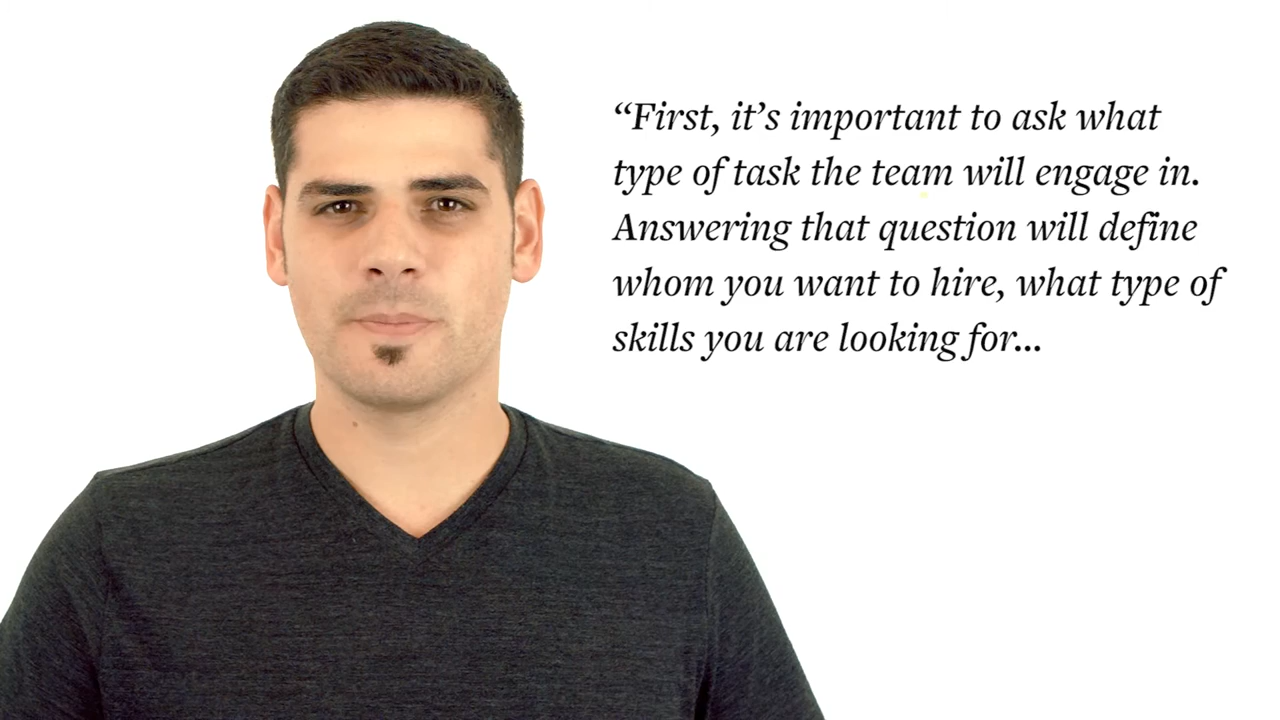 “First, it’s important to ask what
type of task the team will engage in.
Answering that question will define
whom you want to hire, what type of
skills you are looking for...